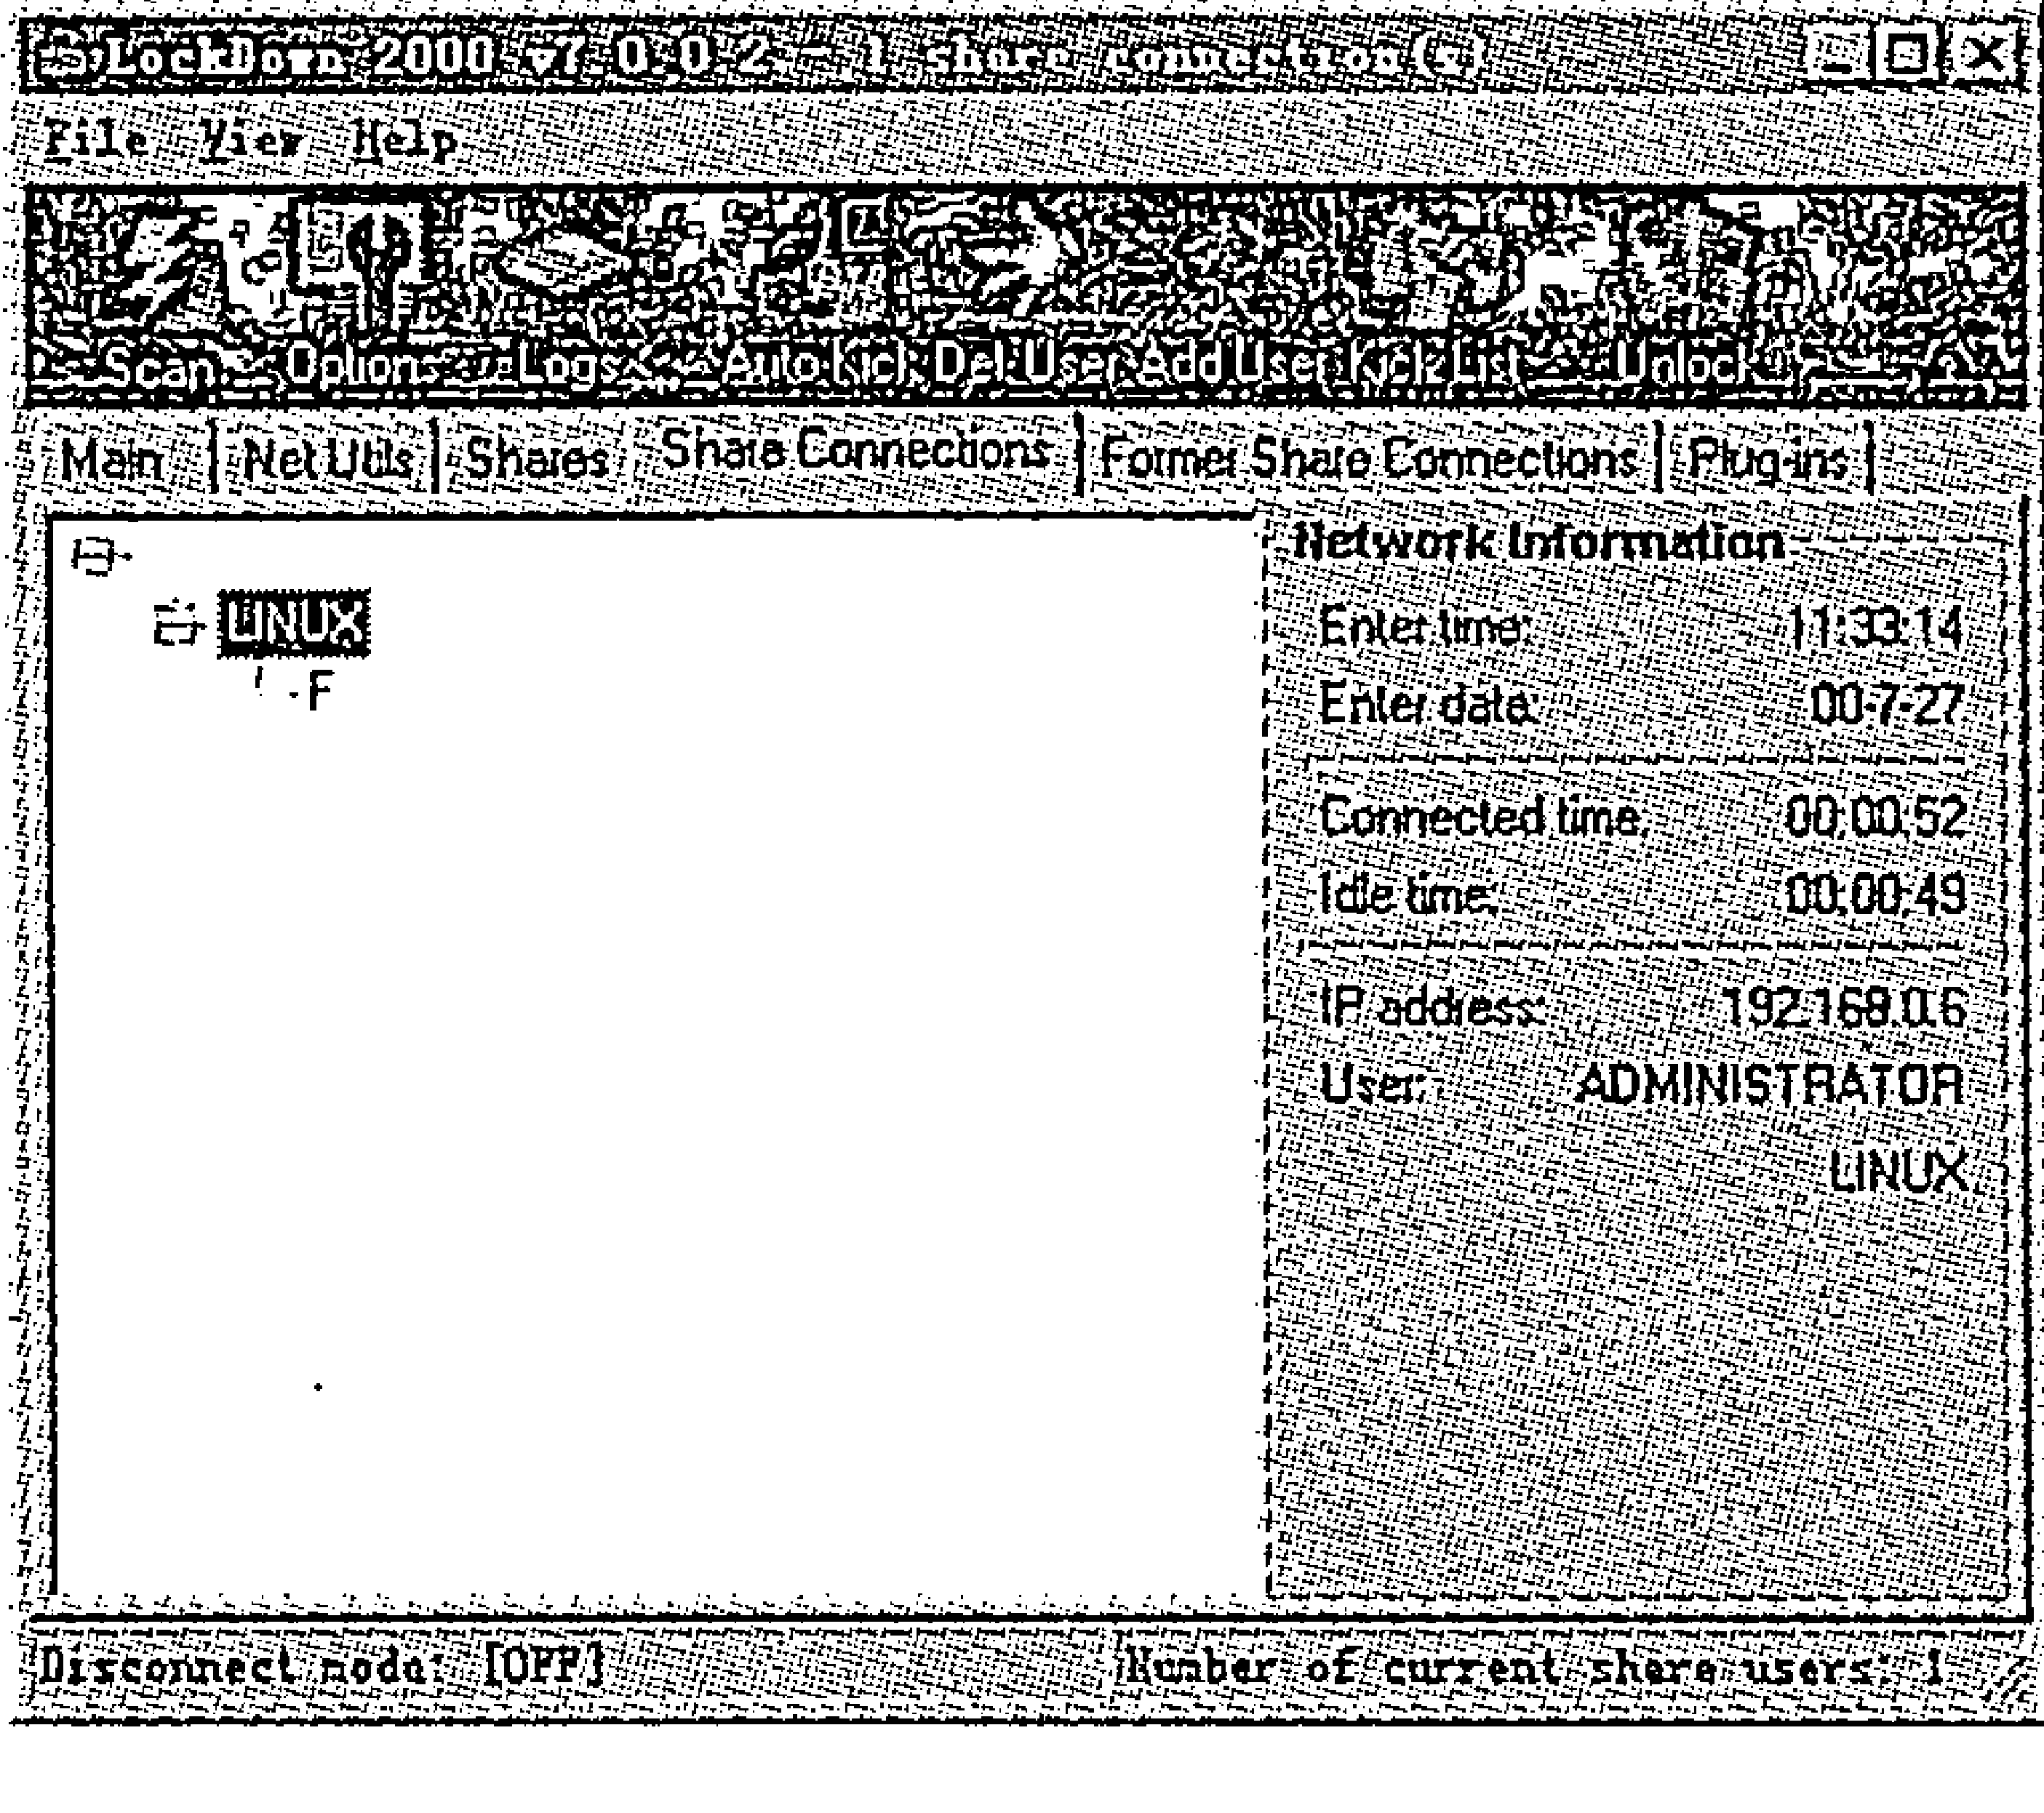 LockDown 2000 v7.0.0.2 - 1 share connection(s)
File View Help
Scan Options Logs Auto-Kick Del User Add User Kick List Unlock
Main Net Utils Shares Share Connections Former Share Connections Plug-ins
Network Information
LINUX
F
Enter time: 11:33:14
Enter date: 00-7-27
Connected time: 00:00:52
Idle time: 00:00:49
IP address: 192.168.0.6
User: ADMINISTRATOR
LINUX
Disconnect mode: [OFF] Number of current share users: 1